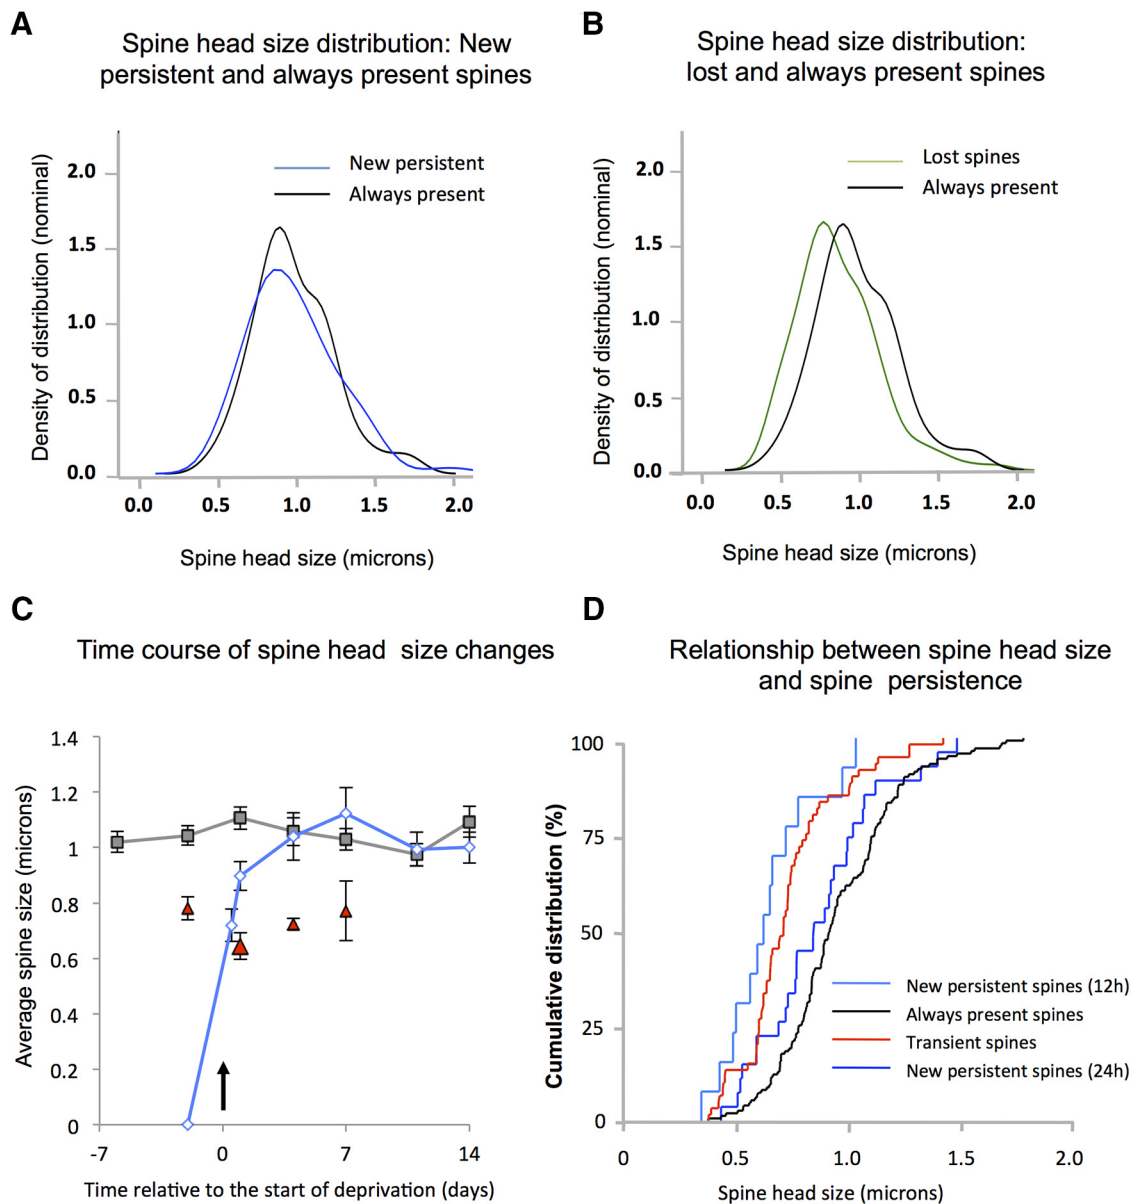 A
Spine head size distribution: New
persistent and always present spines
Density of distribution (nominal)
2.0
1.5
1.0
0.5
0.0
New persistent
Always present
0.0 0.5 1.0 1.5 2.0
Spine head size (microns)
B
Spine head size distribution:
lost and always present spines
Density of distribution (nominal)
2.0
1.5
1.0
0.5
0.0
Lost spines
Always present
0.0 0.5 1.0 1.5 2.0
Spine head size (microns)
C
Time course of spine head size changes
Average spine size (microns)
1.4
1.2
1
0.8
0.6
0.4
0.2
0
-7 0 7 14
Time relative to the start of deprivation (days)
D
Relationship between spine head size
and spine persistence
Cumulative distribution (%)
100
75
50
25
0
New persistent spines (12h)
Always present spines
Transient spines
New persistent spines (24h)
0 0.5 1.0 1.5 2.0
Spine head size (microns)